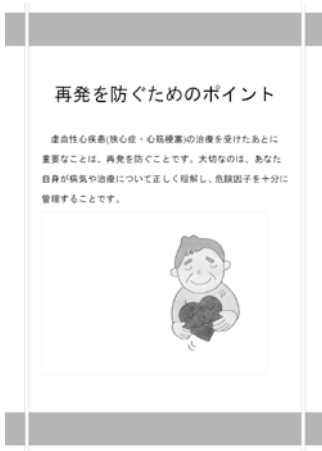 再発を防ぐためのポイント
虚血性心疾患(狭心症・心筋梗塞)の治療を受けたあとに
重要なことは、再発を防ぐことです。大切なのは、あなた
自身が病気や治療について正しく理解し、危険因子を十分に
管理することです。